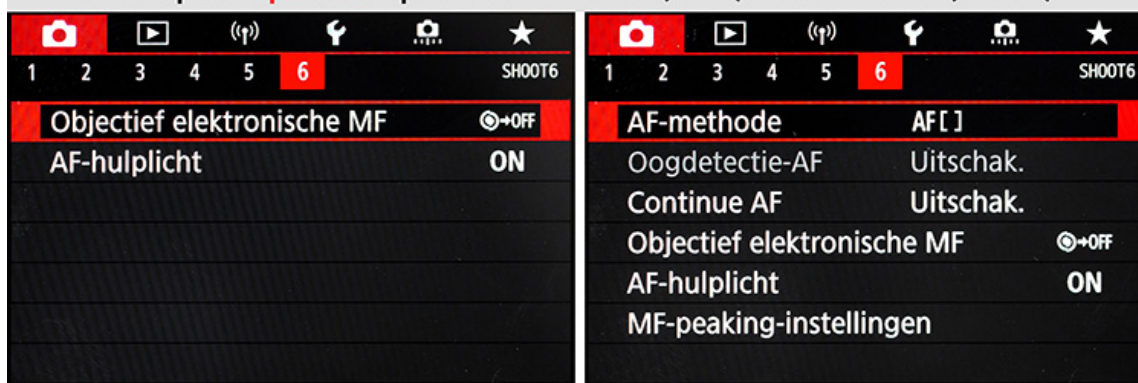 1 2 3 4 5 6 SHOOT6
Objectief elektronische MF OFF
AF-hulplicht ON
1 2 3 4 5 6 SHOOT6
AF-methode AF[ ]
Oogdetectie-AF Uitschak.
Continue AF Uitschak.
Objectief elektronische MF OFF
AF-hulplicht ON
MF-peaking-instellingen